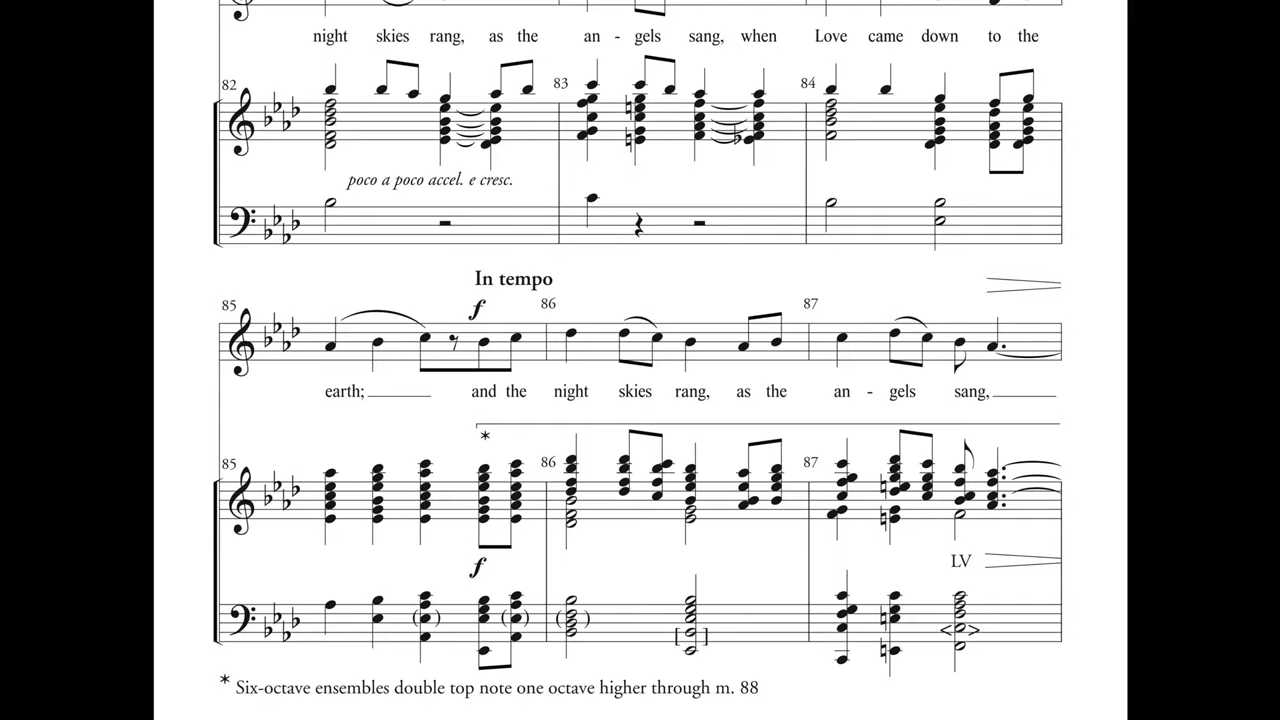 night skies rang, as the an - gels sang, when Love came down to the
82 83 84
poco a poco accel. e cresc.
In tempo
85 f 86 87
earth; and the night skies rang, as the an - gels sang,
*
85 86 87
f LV
* Six-octave ensembles double top note one octave higher through m. 88